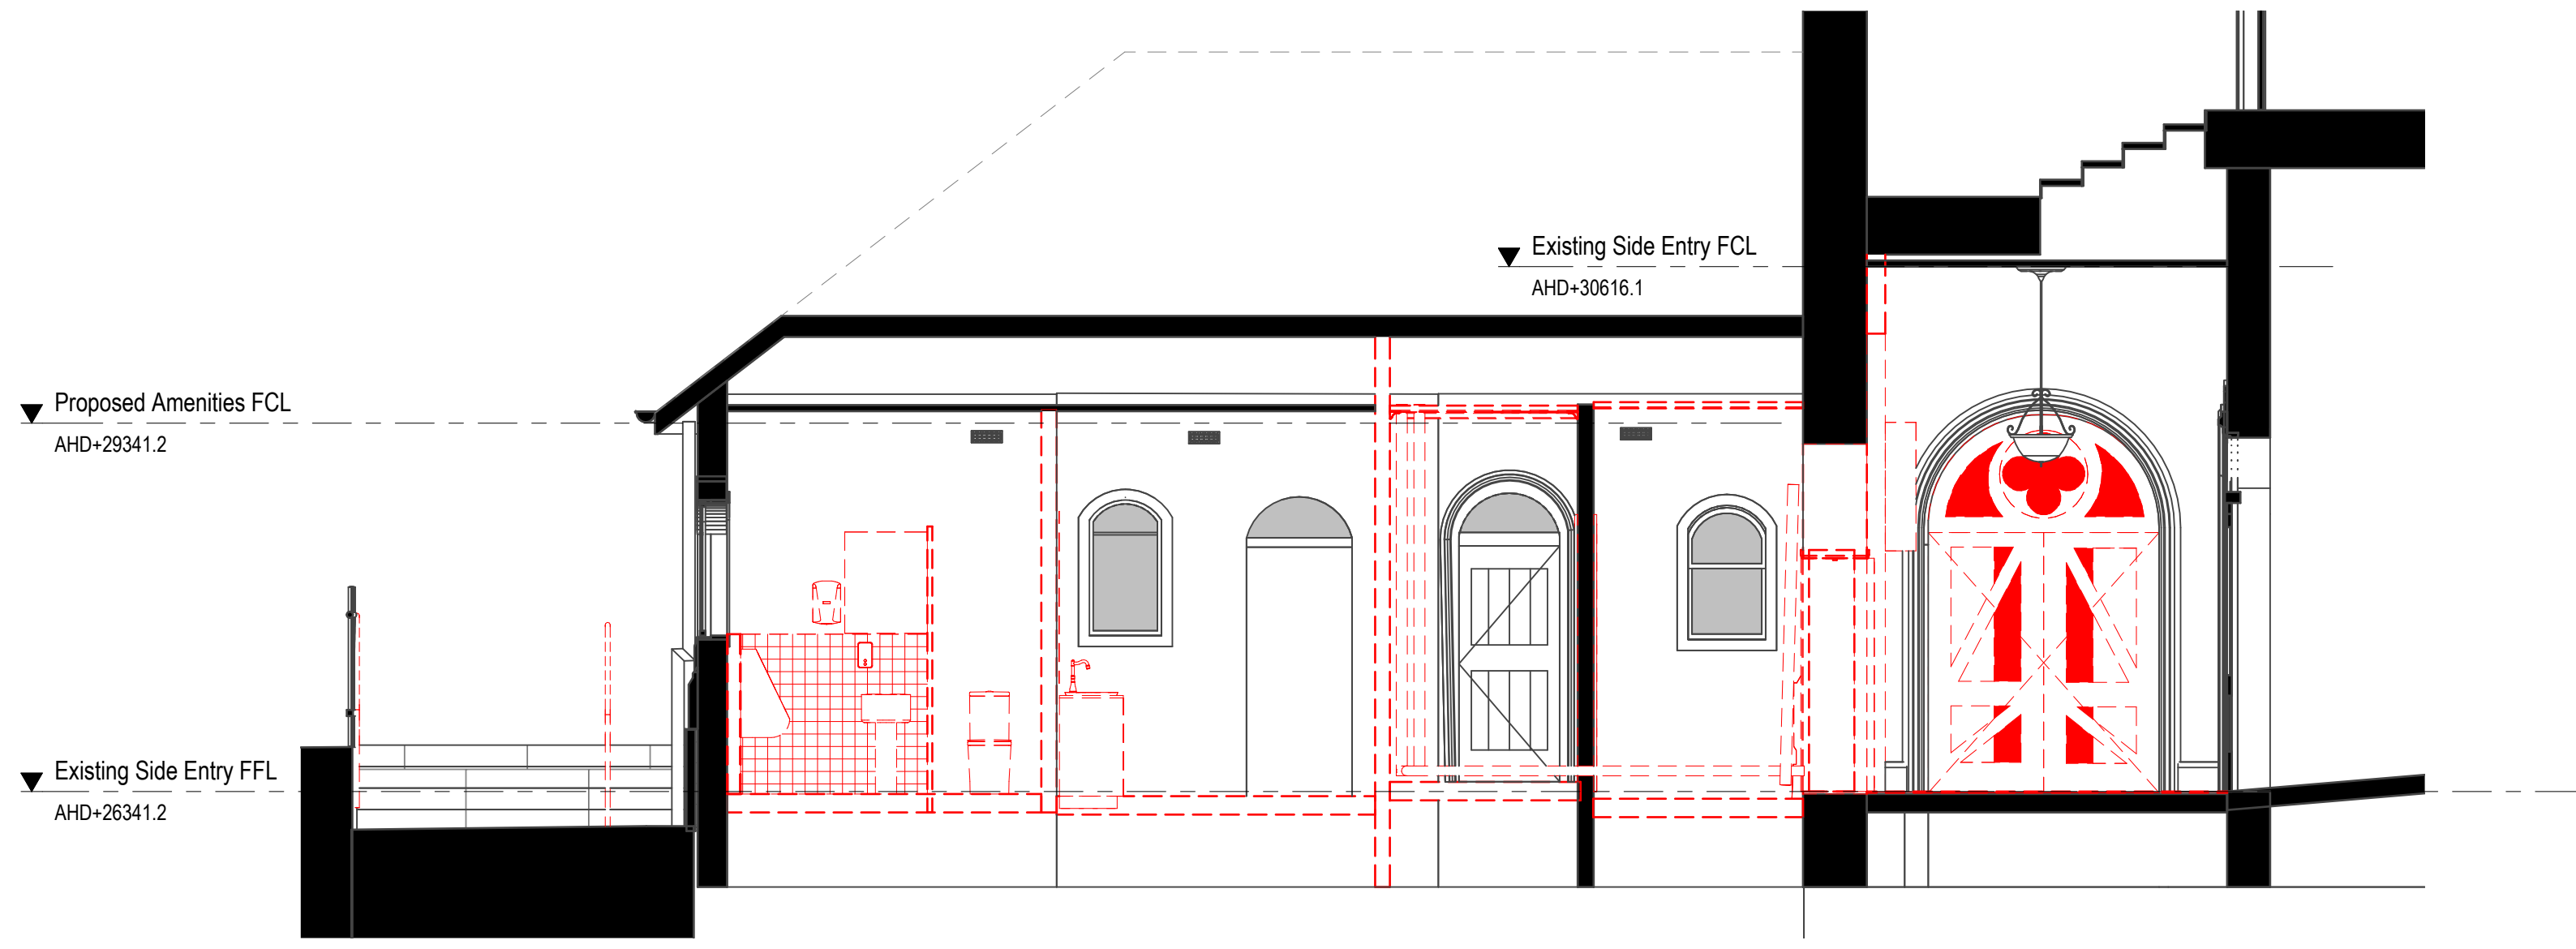 Existing Side Entry FCL
AHD+30616.1
Proposed Amenities FCL
AHD+29341.2
Existing Side Entry FFL
AHD+26341.2